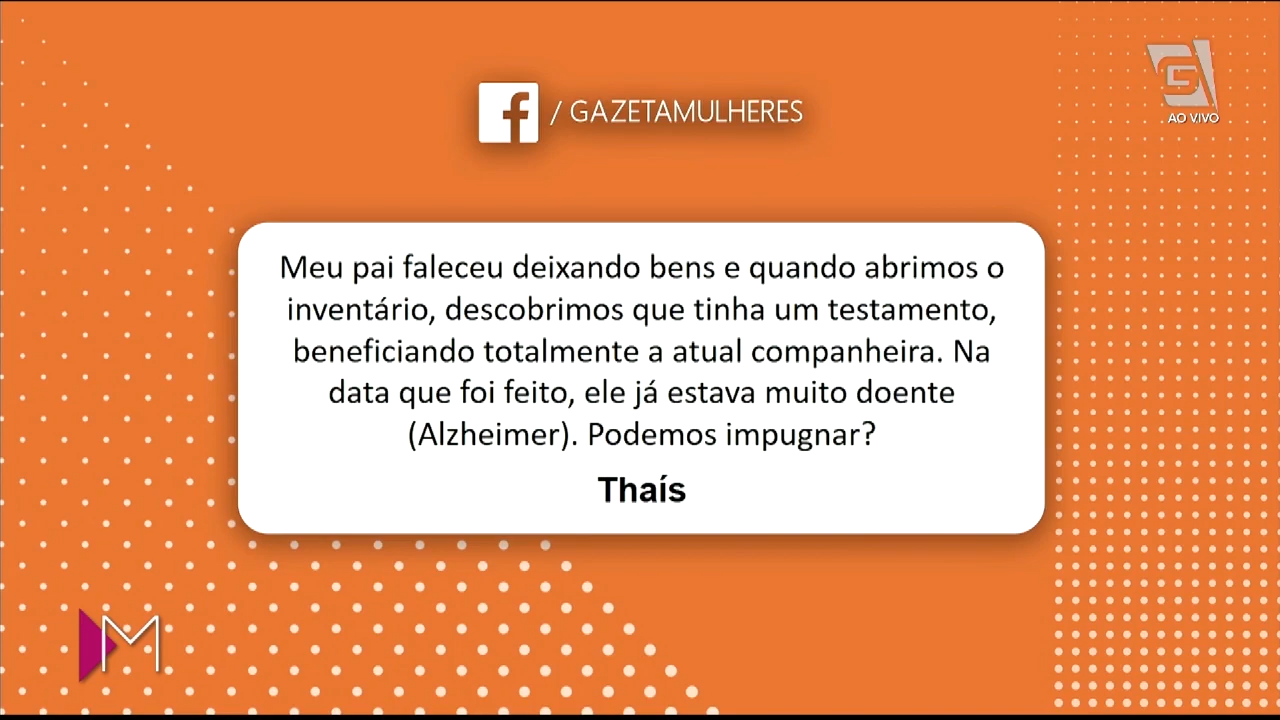 / GAZETAMULHERES
G
AO VIVO
Meu pai faleceu deixando bens e quando abrimos o
inventário, descobrimos que tinha um testamento,
beneficiando totalmente a atual companheira. Na
data que foi feito, ele já estava muito doente
(Alzheimer). Podemos impugnar?
Thaís
M